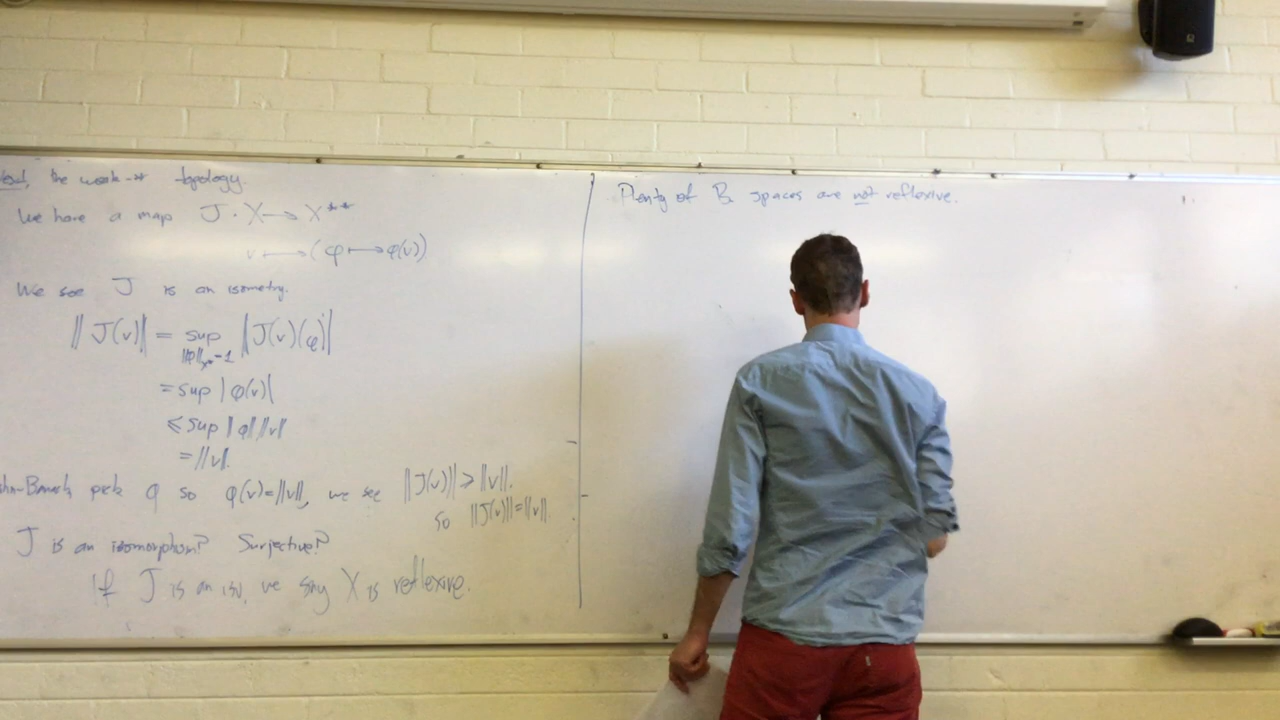 the weak-* topology.
We have a map J: X → X**
v ↦ (φ ↦ φ(v))
We see J is an isometry.
||J(v)|| = sup |J(v)(φ)|
||φ||_{X*}=1
= sup |φ(v)|
≤ sup ||φ|| ||v||
= ||v||.
hn-Banach pick φ so φ(v)=||v||, we see ||J(v)|| ≥ ||v||.
so ||J(v)||=||v||.
J is an isomorphism? Surjective?
If J is an iso, we say X is reflexive.
Plenty of spaces are not reflexive.